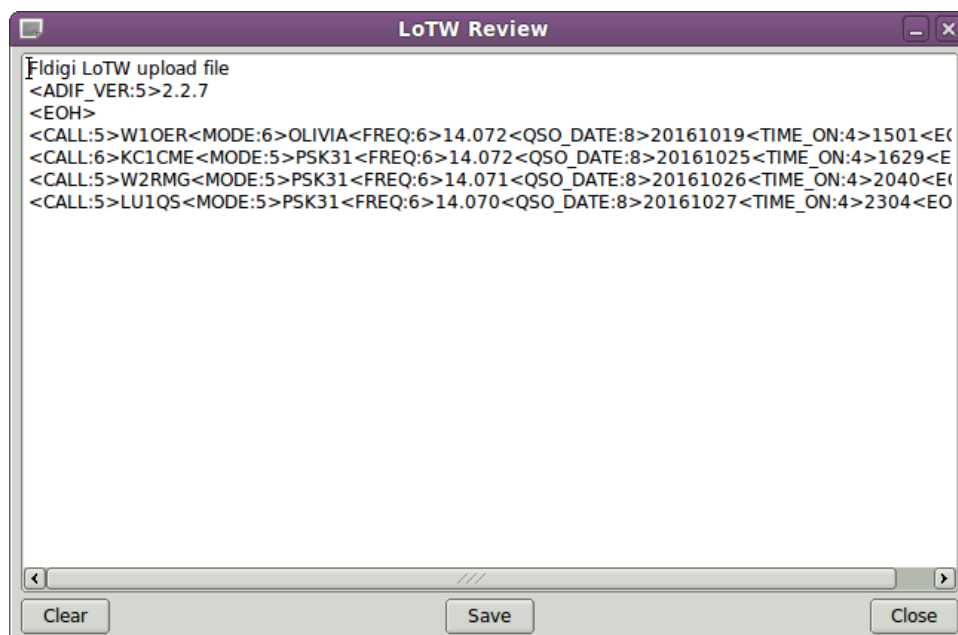 LoTW Review
Fldigi LoTW upload file
<ADIF_VER:5>2.2.7
<EOH>
<CALL:5>W1OER<MODE:6>OLIVIA<FREQ:6>14.072<QSO_DATE:8>20161019<TIME_ON:4>1501<E
<CALL:6>KC1CME<MODE:5>PSK31<FREQ:6>14.072<QSO_DATE:8>20161025<TIME_ON:4>1629<E
<CALL:5>W2RMG<MODE:5>PSK31<FREQ:6>14.071<QSO_DATE:8>20161026<TIME_ON:4>2040<E
<CALL:5>LU1QS<MODE:5>PSK31<FREQ:6>14.070<QSO_DATE:8>20161027<TIME_ON:4>2304<EO
Clear Save Close